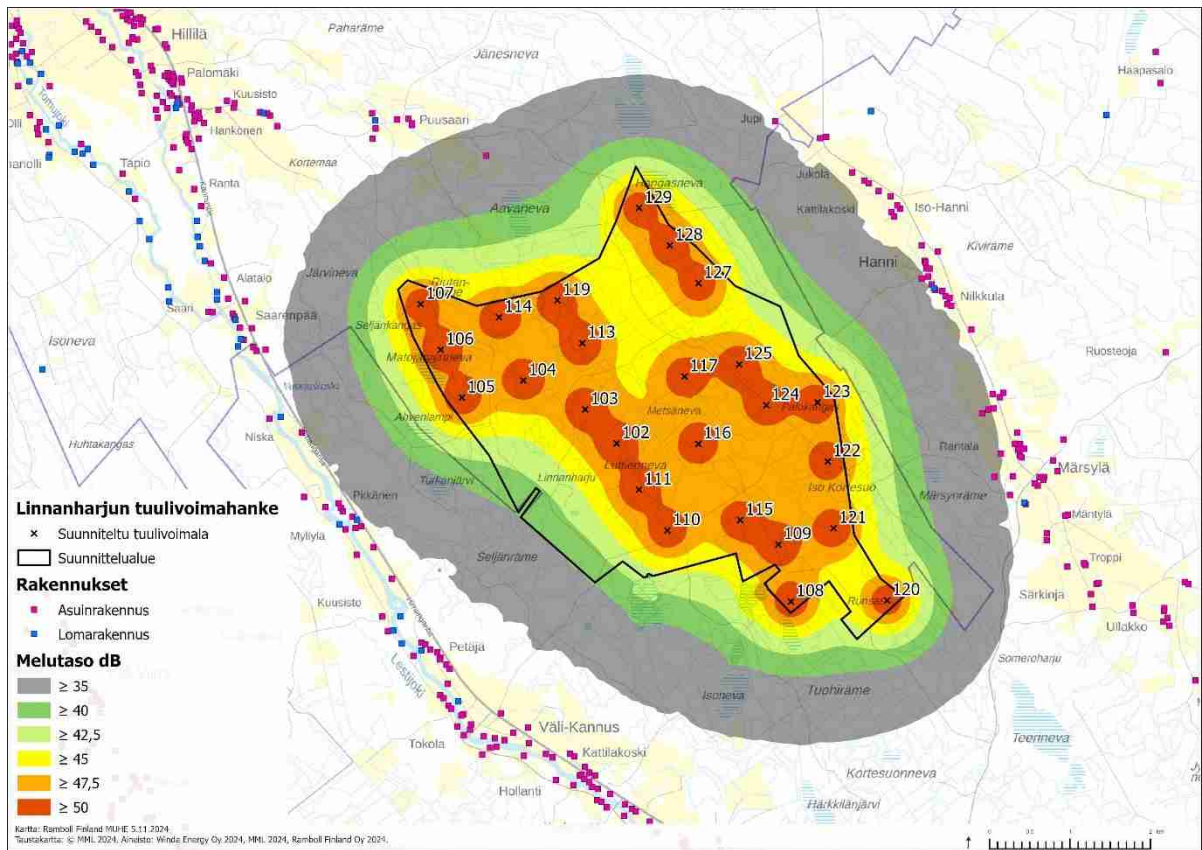 Hillilä
Paharäme
Jänesneva
Haapasalo
Palomäki
Kuusisto
Tomujoki
Puusaari
Jupi
Hankonen
Kortemaa
Tapio
Jukola
Ranta
Hangasneva
129
Kattilakoski
Iso-Hanni
Aavaneva
128
Kiviräme
Hanni
127
Järvineva
Alatalo
Nilkkula
107
119
114
Saari
Saarenpää
Seljänkangas
113
Isoneva
106
125
Ruosteoja
117
105
104
124
123
103
Metsäneva
Palokangas
Ahvenlampi
Niska
Huhtakangas
102
116
Rantala
Märsylä
122
Linnanharju
Iso Kortesuo
Turkanjärvi
111
Märsynräme
Pikkänen
Mäntylä
110
115
121
Myllylä
109
Seljänräme
Troppi
108
120
Särkinja
Kuusisto
Ullakko
Petäjä
Someroharju
Lestijoki
Tuohiräme
Isoneva
Väli-Kannus
Teerineva
Tokola
Kattilakoski
Kortesuonneva
Hollanti
Härkkilänjärvi
Linnanharjun tuulivoimahanke
Suunniteltu tuulivoimala
Suunnittelualue
Rakennukset
Asuinrakennus
Lomarakennus
Melutaso dB
≥ 35
≥ 40
≥ 42,5
≥ 45
≥ 47,5
≥ 50
Kartta: Ramboll Finland MUHE 5.11.2024
Taustakartta: © MML 2024, Aineisto: Winda Energy Oy 2024, MML 2024, Ramboll Finland Oy 2024.